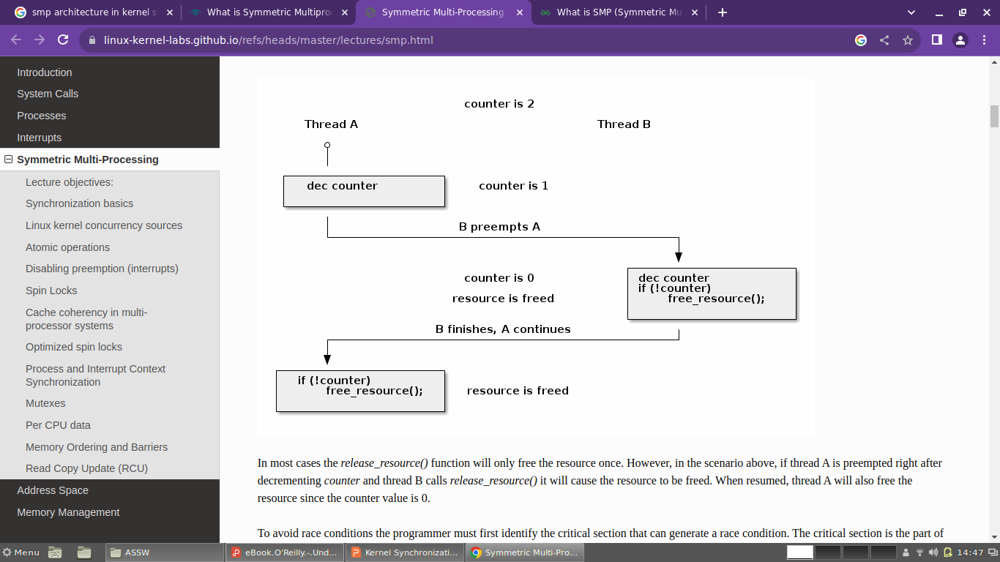 smp architecture in kernel s
What is Symmetric Multipro
Symmetric Multi-Processing
What is SMP (Symmetric Mu
linux-kernel-labs.github.io/refs/heads/master/lectures/smp.html
Introduction
System Calls
Processes
Interrupts
Symmetric Multi-Processing
Lecture objectives:
Synchronization basics
Linux kernel concurrency sources
Atomic operations
Disabling preemption (interrupts)
Spin Locks
Cache coherency in multi-
processor systems
Optimized spin locks
Process and Interrupt Context
Synchronization
Mutexes
Per CPU data
Memory Ordering and Barriers
Read Copy Update (RCU)
Address Space
Memory Management
counter is 2
Thread A
Thread B
dec counter
counter is 1
B preempts A
counter is 0
resource is freed
dec counter
if (!counter)
free_resource();
B finishes, A continues
if (!counter)
free_resource();
resource is freed
In most cases the release_resource() function will only free the resource once. However, in the scenario above, if thread A is preempted right after
decrementing counter and thread B calls release_resource() it will cause the resource to be freed. When resumed, thread A will also free the
resource since the counter value is 0.
To avoid race conditions the programmer must first identify the critical section that can generate a race condition. The critical section is the part of
Menu
ASSW
eBook.O'Reilly.-.Und...
Kernel Synchronizati...
Symmetric Multi-Pro...
14:47